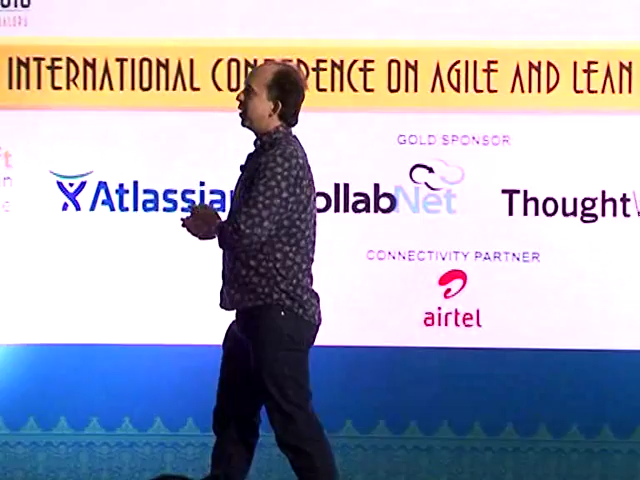 INTERNATIONAL CONFERENCE ON AGILE AND LEAN
GOLD SPONSOR
Atlassian CollabNet Thought
CONNECTIVITY PARTNER
airtel